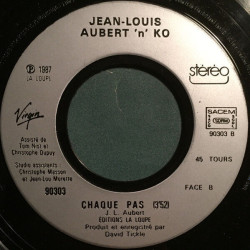 JEAN-LOUIS
AUBERT 'n' KO
℗ 1987
LA LOUPE
stéréo
Virgin
SACEM
90303 B
Assisté de
Tom Nist et
Christophe Dupuy
45 TOURS
Studio assistants :
Christophe Masson
et Jean-Lou Morette
FACE B
90303
CHAQUE PAS (3'52)
J. L. Aubert
EDITIONS LA LOUPE
Produit et enregistré par
David Tickle